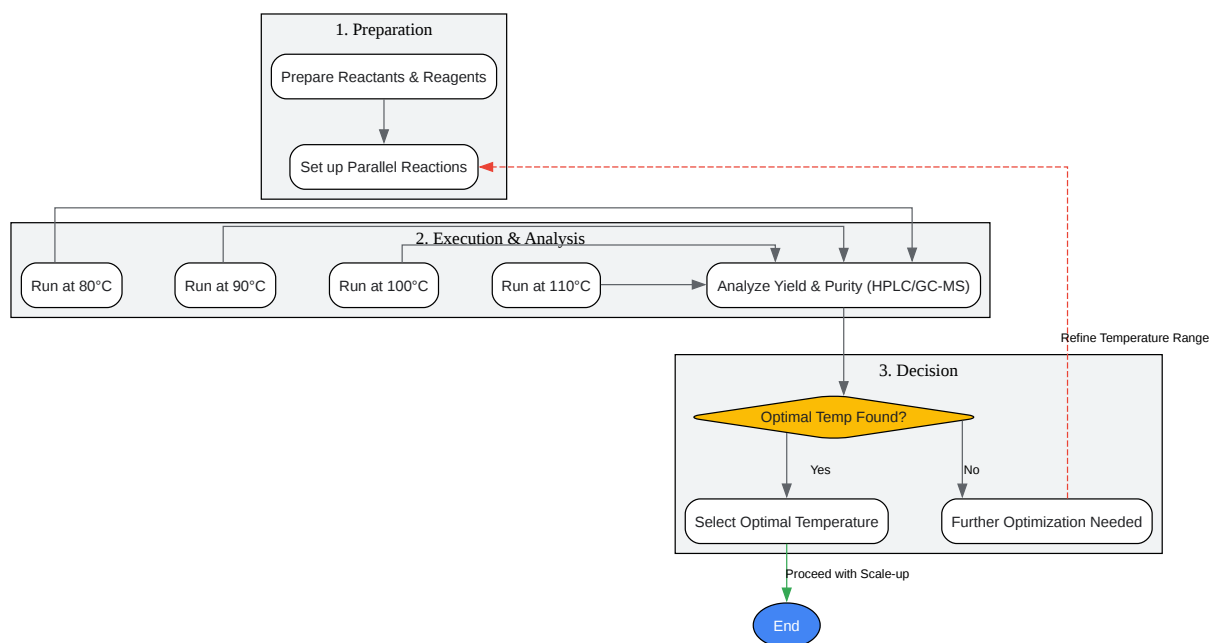 1. Preparation
Prepare Reactants & Reagents
Set up Parallel Reactions
2. Execution & Analysis
Run at 80°C
Run at 90°C
Run at 100°C
Run at 110°C
Analyze Yield & Purity (HPLC/GC-MS)
Refine Temperature Range
3. Decision
Optimal Temp Found?
Yes
No
Select Optimal Temperature
Further Optimization Needed
Proceed with Scale-up
End